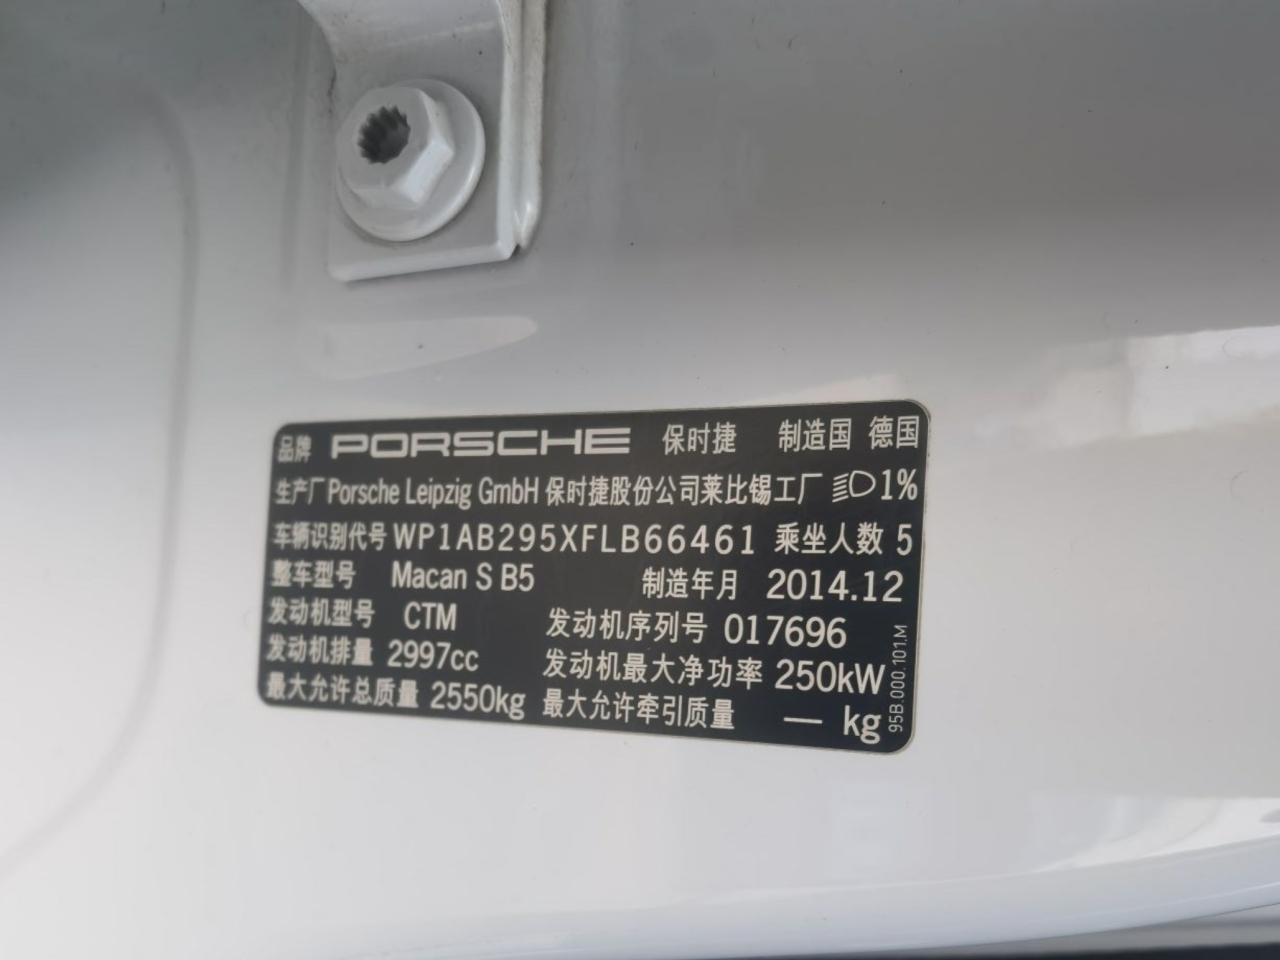 品牌 PORSCHE 保时捷 制造国 德国
生产厂 Porsche Leipzig GmbH 保时捷股份公司莱比锡工厂 1%
车辆识别代号 WP1AB295XFLB66461 乘坐人数 5
整车型号 Macan S B5 制造年月 2014.12
发动机型号 CTM 发动机序列号 017696
发动机排量 2997cc 发动机最大净功率 250kW
最大允许总质量 2550kg 最大允许牵引质量 — kg
95B.000.101.M